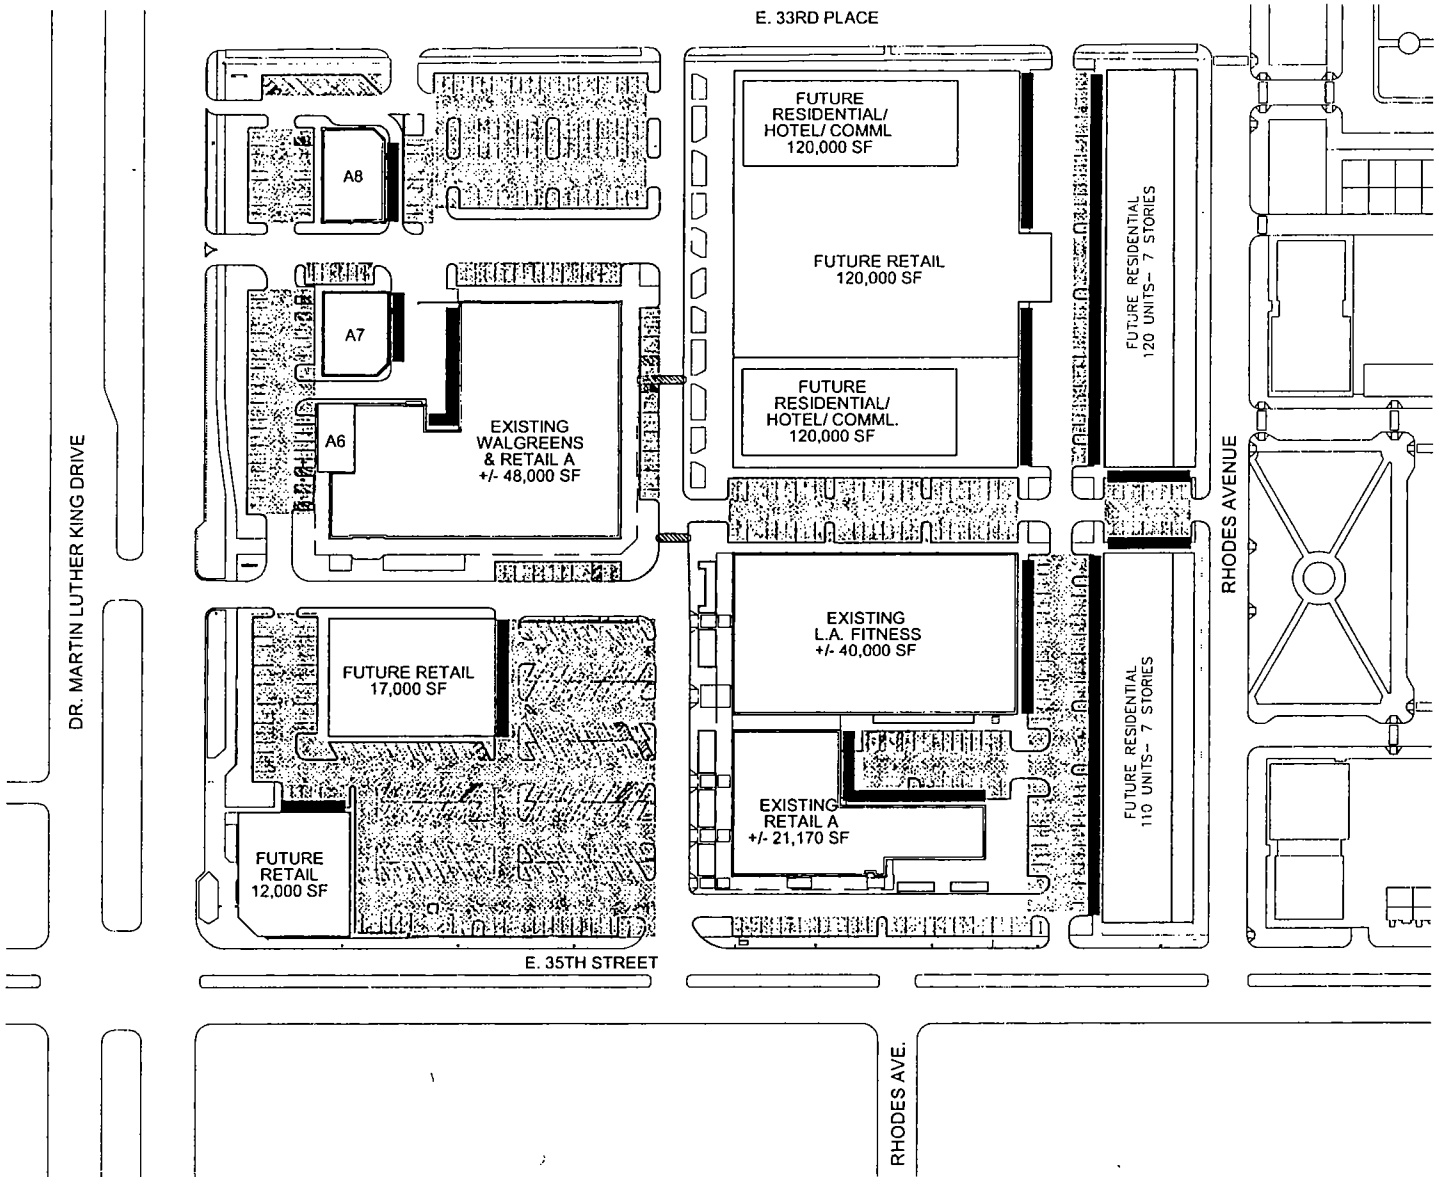 E. 33RD PLACE
FUTURE
RESIDENTIAL/
HOTEL/ COMML
120,000 SF
A8
FUTURE RETAIL
120,000 SF
FUTURE RESIDENTIAL
120 UNITS- 7 STORIES
A7
FUTURE
RESIDENTIAL/
HOTEL/ COMML.
120,000 SF
A6
EXISTING
WALGREENS
& RETAIL A
+/- 48,000 SF
DR. MARTIN LUTHER KING DRIVE
RHODES AVENUE
EXISTING
L.A. FITNESS
+/- 40,000 SF
FUTURE RETAIL
17,000 SF
FUTURE RESIDENTIAL
110 UNITS- 7 STORIES
EXISTING
RETAIL A
+/- 21,170 SF
FUTURE
RETAIL
12,000 SF
E. 35TH STREET
RHODES AVE.